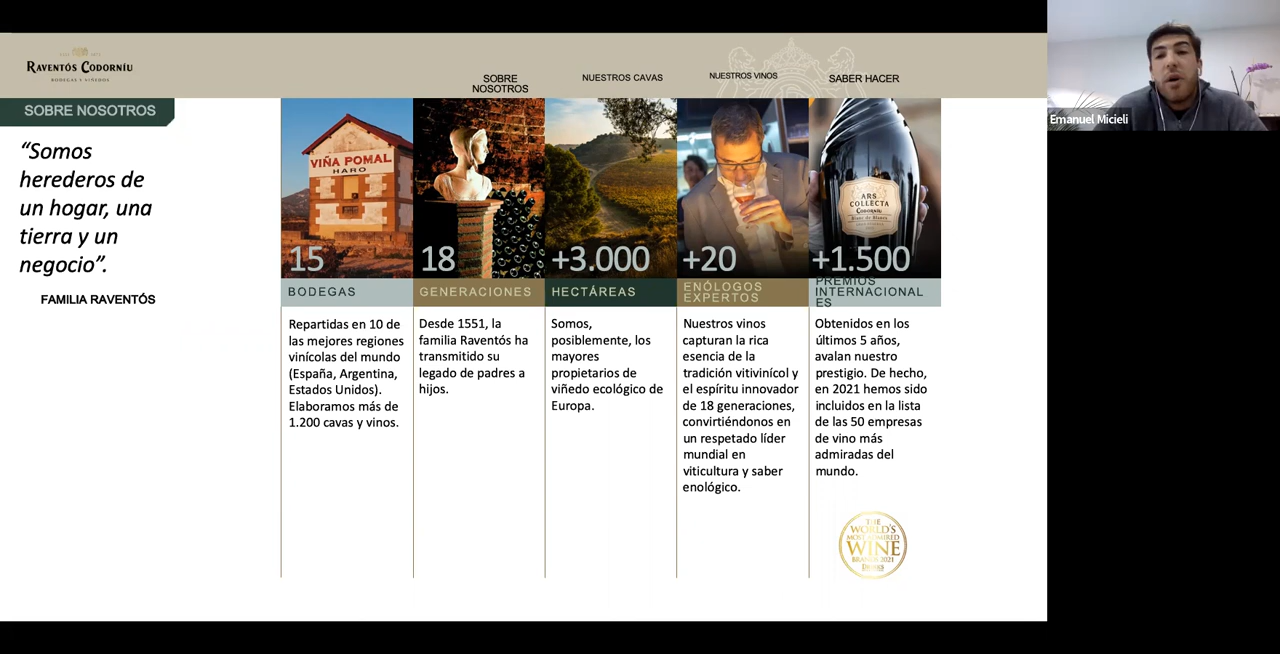 RAVENTÓS CODORNÍU
BODEGAS & VIÑEDOS
SOBRE
NOSOTROS
NUESTROS CAVAS
NUESTROS VINOS
SABER HACER
Emanuel Micieli
SOBRE NOSOTROS
“Somos
herederos de
un hogar, una
tierra y un
negocio”.
FAMILIA RAVENTÓS
VIÑA POMAL
HARO
15
BODEGAS
Repartidas en 10 de
las mejores regiones
vinícolas del mundo
(España, Argentina,
Estados Unidos).
Elaboramos más de
1.200 cavas y vinos.
18
GENERACIONES
Desde 1551, la
familia Raventós ha
transmitido su
legado de padres a
hijos.
+3.000
HECTÁREAS
Somos,
posiblemente, los
mayores
propietarios de
viñedo ecológico de
Europa.
+20
ENÓLOGOS
EXPERTOS
Nuestros vinos
capturan la rica
esencia de la
tradición vitivinícol y
el espíritu innovador
de 18 generaciones,
convirtiéndonos en
un respetado líder
mundial en
viticultura y saber
enológico.
ARS
COLLECTA
CODORNÍU
Blanc de Blancs
+1.500
PREMIOS
INTERNACIONAL
ES
Obtenidos en los
últimos 5 años,
avalan nuestro
prestigio. De hecho,
en 2021 hemos sido
incluidos en la lista
de las 50 empresas
de vino más
admiradas del
mundo.
THE
WORLD'S
MOST ADMIRED
WINE
BRANDS 2021
Drinks